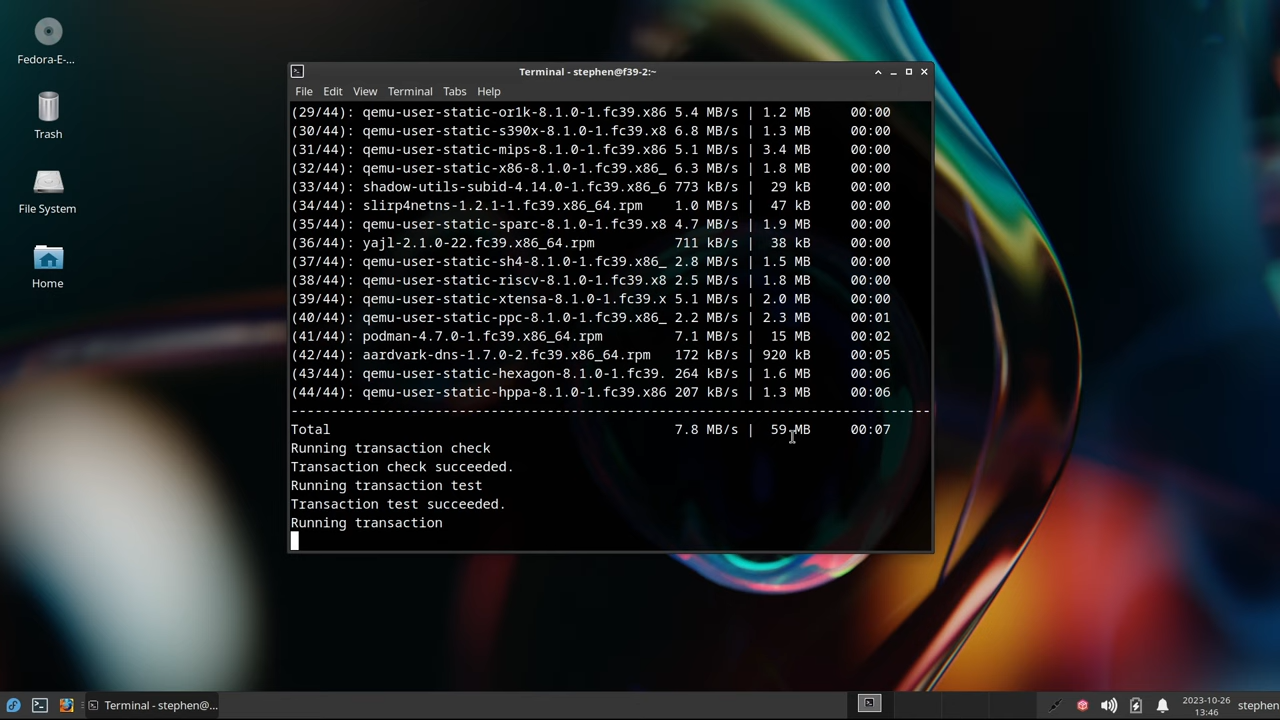 Fedora-E-...
Trash
File System
Home
Terminal - stephen@f39-2:~
File Edit View Terminal Tabs Help
(29/44): qemu-user-static-or1k-8.1.0-1.fc39.x86 5.4 MB/s | 1.2 MB 00:00
(30/44): qemu-user-static-s390x-8.1.0-1.fc39.x8 6.8 MB/s | 1.3 MB 00:00
(31/44): qemu-user-static-mips-8.1.0-1.fc39.x86 5.1 MB/s | 3.4 MB 00:00
(32/44): qemu-user-static-x86-8.1.0-1.fc39.x86_ 6.3 MB/s | 1.8 MB 00:00
(33/44): shadow-utils-subid-4.14.0-1.fc39.x86_6 773 kB/s | 29 kB 00:00
(34/44): slirp4netns-1.2.1-1.fc39.x86_64.rpm 1.0 MB/s | 47 kB 00:00
(35/44): qemu-user-static-sparc-8.1.0-1.fc39.x8 4.7 MB/s | 1.9 MB 00:00
(36/44): yajl-2.1.0-22.fc39.x86_64.rpm 711 kB/s | 38 kB 00:00
(37/44): qemu-user-static-sh4-8.1.0-1.fc39.x86_ 2.8 MB/s | 1.5 MB 00:00
(38/44): qemu-user-static-riscv-8.1.0-1.fc39.x8 2.5 MB/s | 1.8 MB 00:00
(39/44): qemu-user-static-xtensa-8.1.0-1.fc39.x 5.1 MB/s | 2.0 MB 00:00
(40/44): qemu-user-static-ppc-8.1.0-1.fc39.x86_ 2.2 MB/s | 2.3 MB 00:01
(41/44): podman-4.7.0-1.fc39.x86_64.rpm 7.1 MB/s | 15 MB 00:02
(42/44): aardvark-dns-1.7.0-2.fc39.x86_64.rpm 172 kB/s | 920 kB 00:05
(43/44): qemu-user-static-hexagon-8.1.0-1.fc39. 264 kB/s | 1.6 MB 00:06
(44/44): qemu-user-static-hppa-8.1.0-1.fc39.x86 207 kB/s | 1.3 MB 00:06
--------------------------------------------------------------------------------
Total 7.8 MB/s | 59 MB 00:07
Running transaction check
Transaction check succeeded.
Running transaction test
Transaction test succeeded.
Running transaction
Terminal - stephen@...
2023-10-26
13:46
stephen